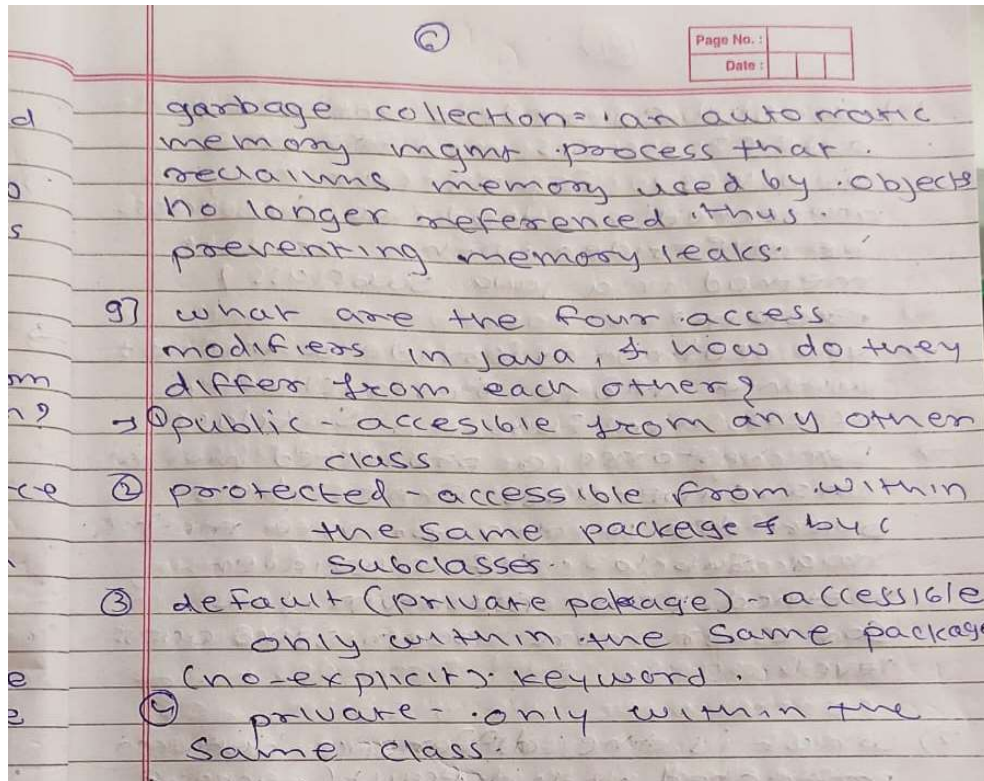 6
Page No. :
Date :
garbage collection = an automatic
d
memory mgmt process that
reclaims memory used by objects
no longer referenced thus
s
preventing memory leaks.
9] what are the four access
modifiers in java, & how do they
m
differ from each other?
n?
→ ① public - accesible from any other
class
ce
② protected - accessible from within
the same package & by (
subclasses.
③ default (private pakage) - accessible
only within the same package
(no-explicit) keyword.
e
④ private - only within the
same class.